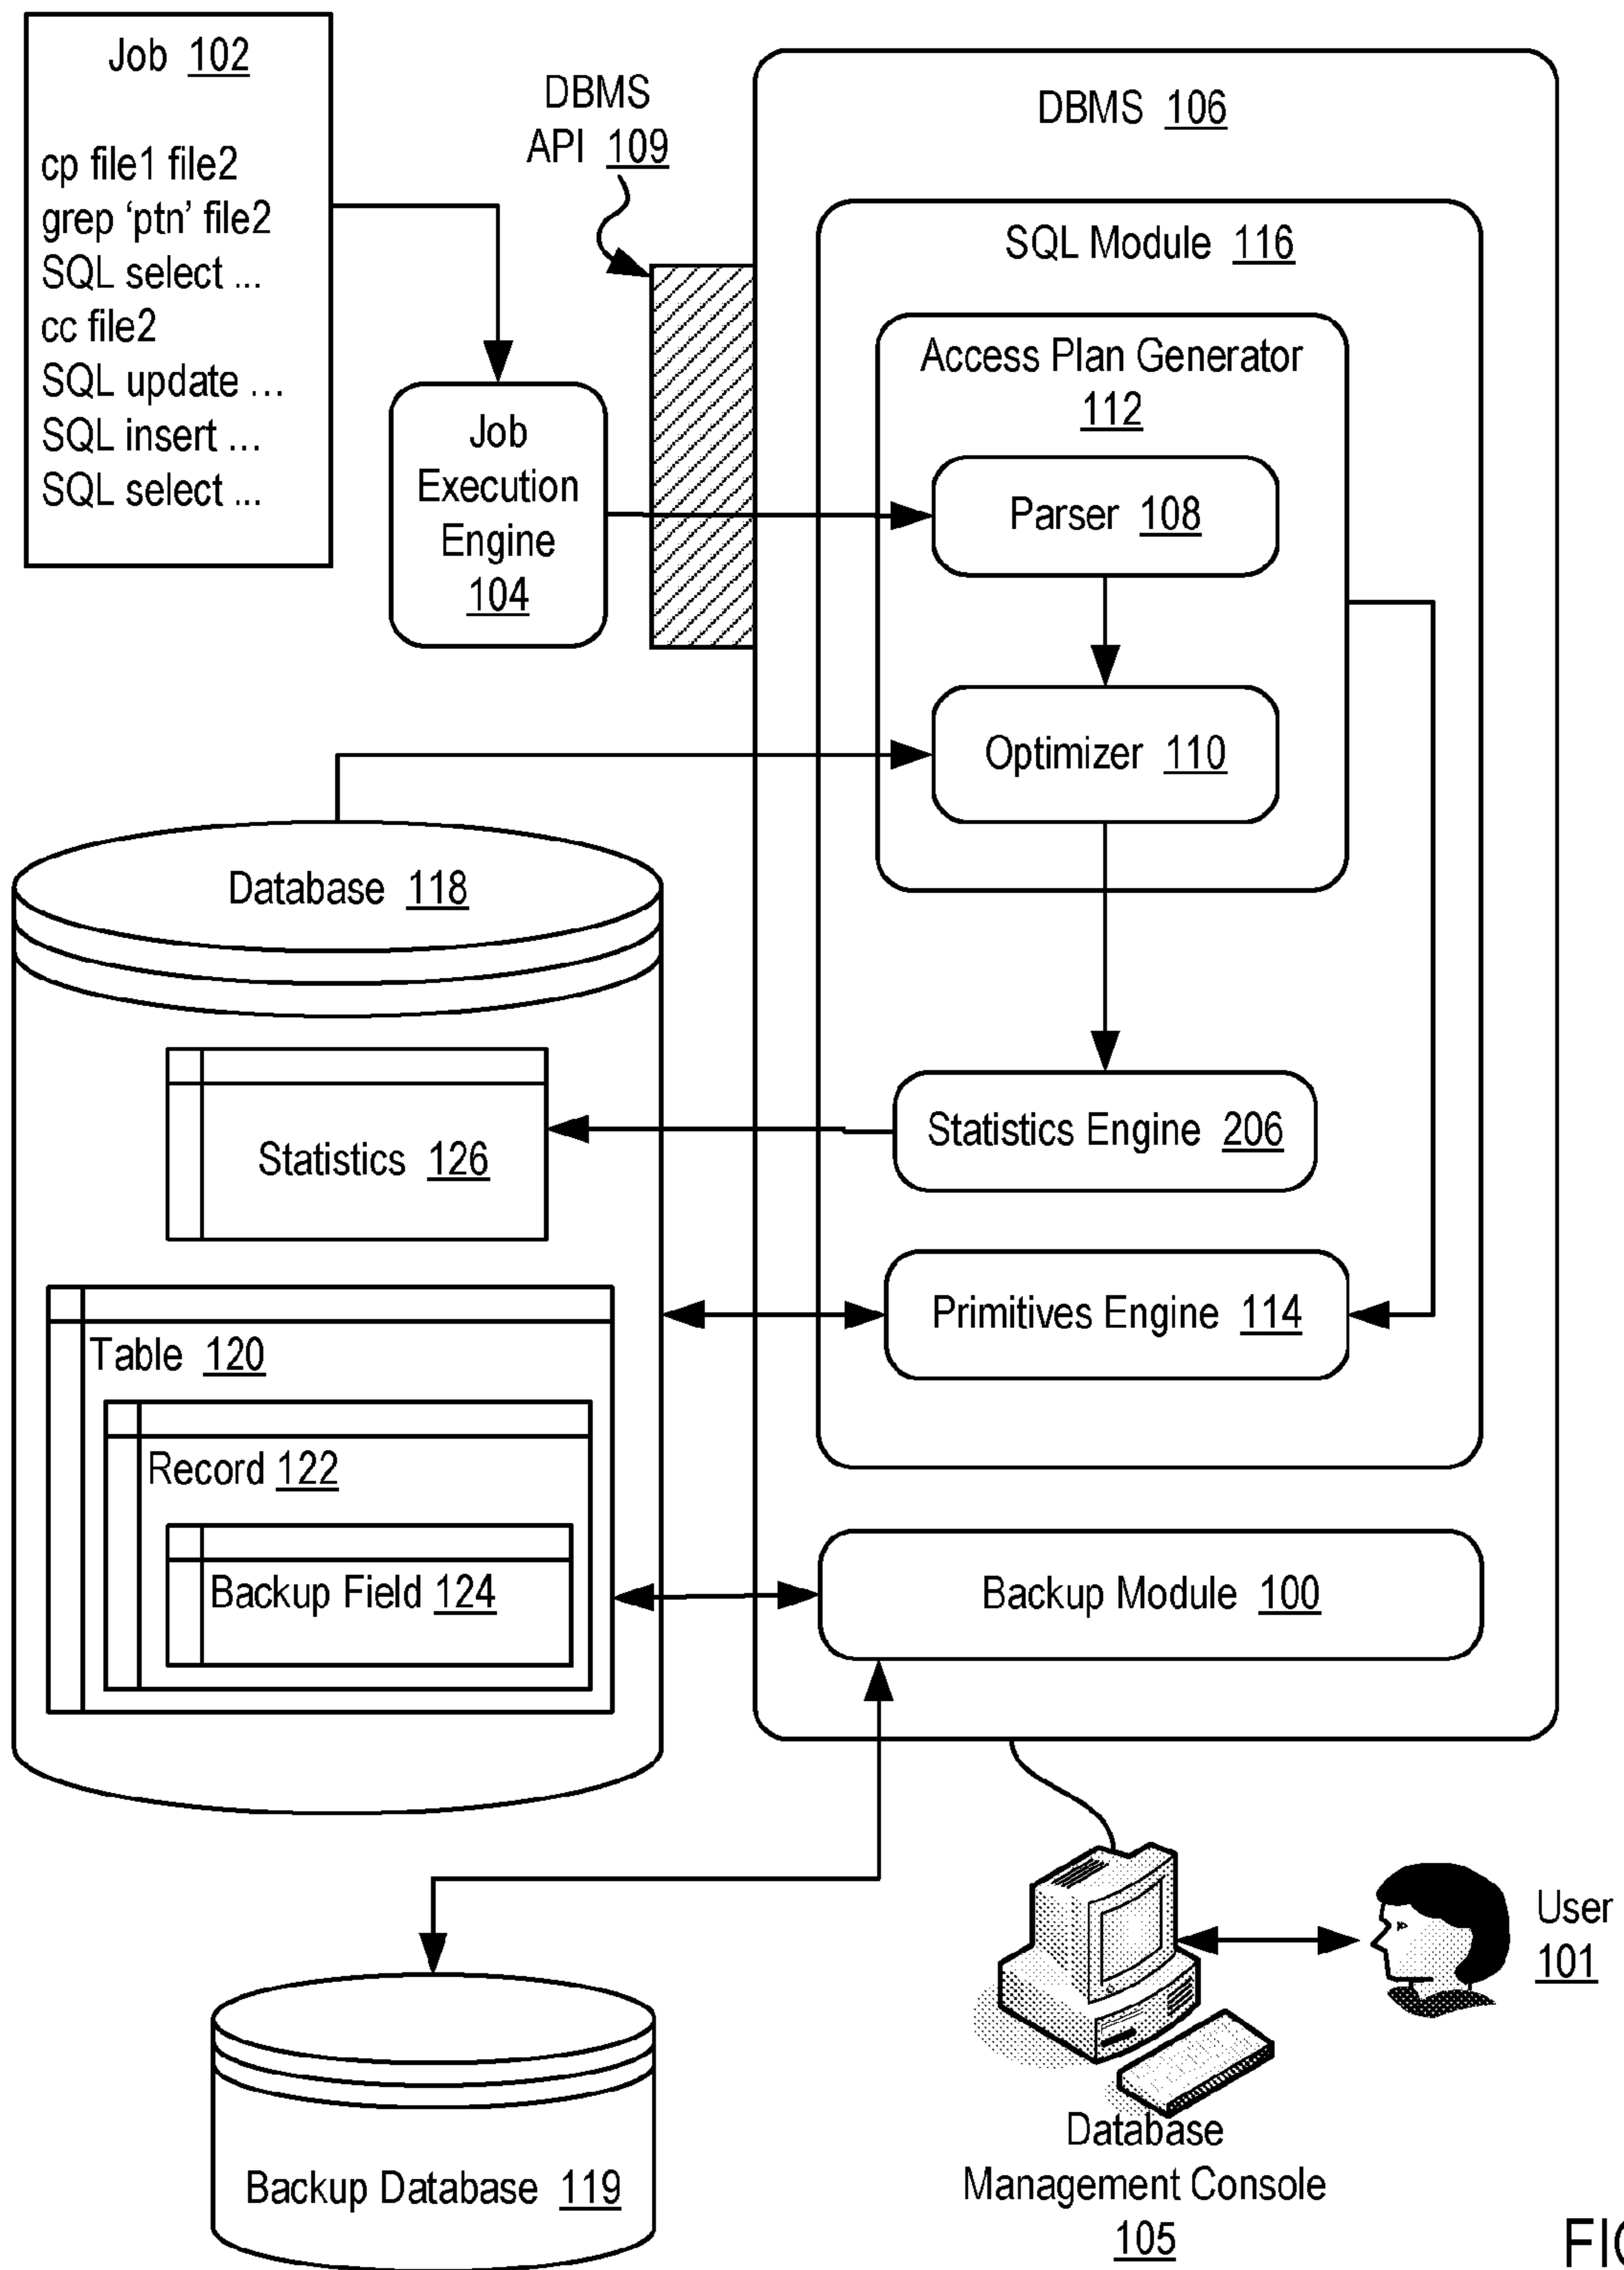 Job 102
cp file1 file2
grep ‘ptn’ file2
SQL select ...
cc file2
SQL update ...
SQL insert ...
SQL select ...
DBMS
API 109
Job
Execution
Engine
104
DBMS 106
SQL Module 116
Access Plan Generator
112
Parser 108
Optimizer 110
Statistics Engine 206
Primitives Engine 114
Backup Module 100
Database 118
Statistics 126
Table 120
Record 122
Backup Field 124
Backup Database 119
Database
Management Console
105
User
101